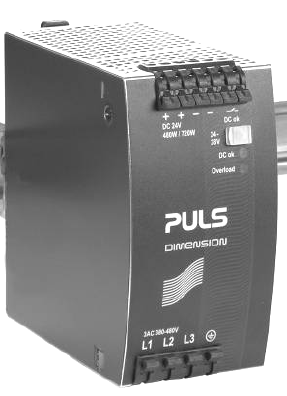 + + − − DC ok
DC 24V
480W / 720W
24-
28V
DC ok
Overload
PULS
DIMENSION
3AC 380-480V
L1 L2 L3